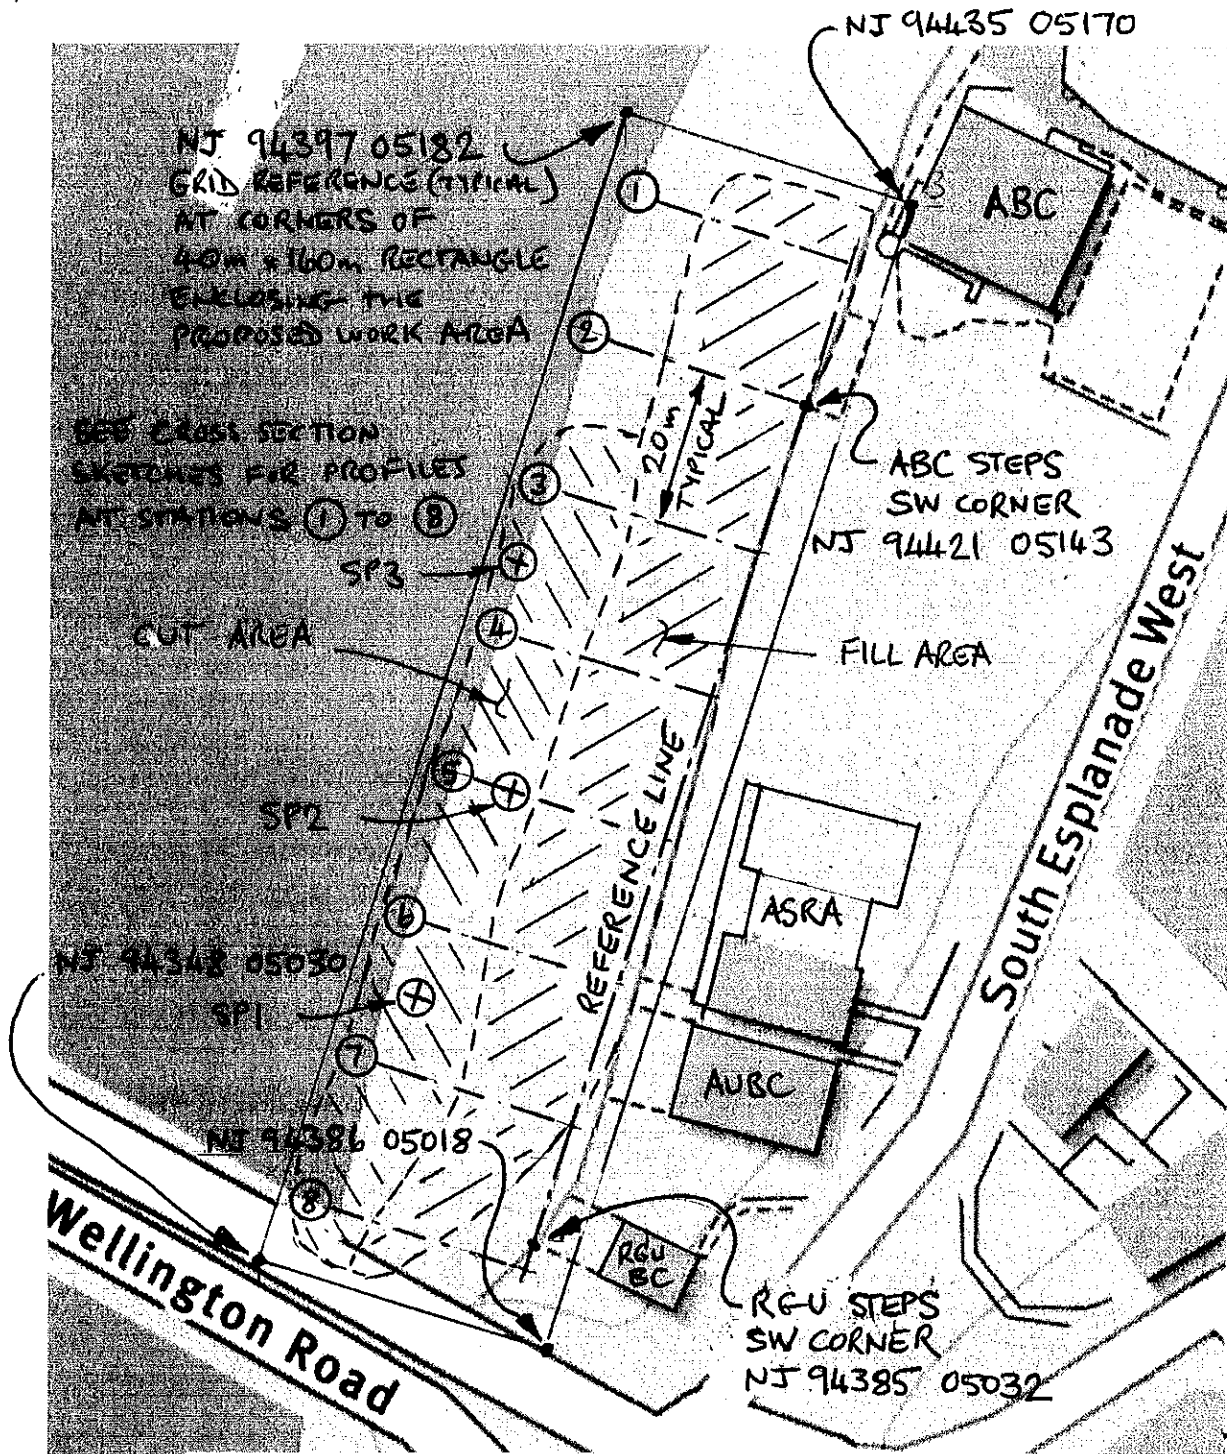 NJ 94435 05170
NJ 94397 05182
GRID REFERENCE (TYPICAL)
AT CORNERS OF
40m x 160m RECTANGLE
ENCLOSING THE
PROPOSED WORK AREA
1
3
ABC
2
20m
TYPICAL
SEE CROSS SECTION
SKETCHES FOR PROFILES
AT STATIONS 1 TO 8
3
ABC STEPS
SW CORNER
NJ 94421 05143
SP3
4
CUT AREA
FILL AREA
5
SP2
REFERENCE LINE
South Esplanade West
ASRA
6
NJ 94348 05030
SP1
7
AUBC
NJ 94386 05018
8
RGU
BC
Wellington Road
RGU STEPS
SW CORNER
NJ 94385 05032